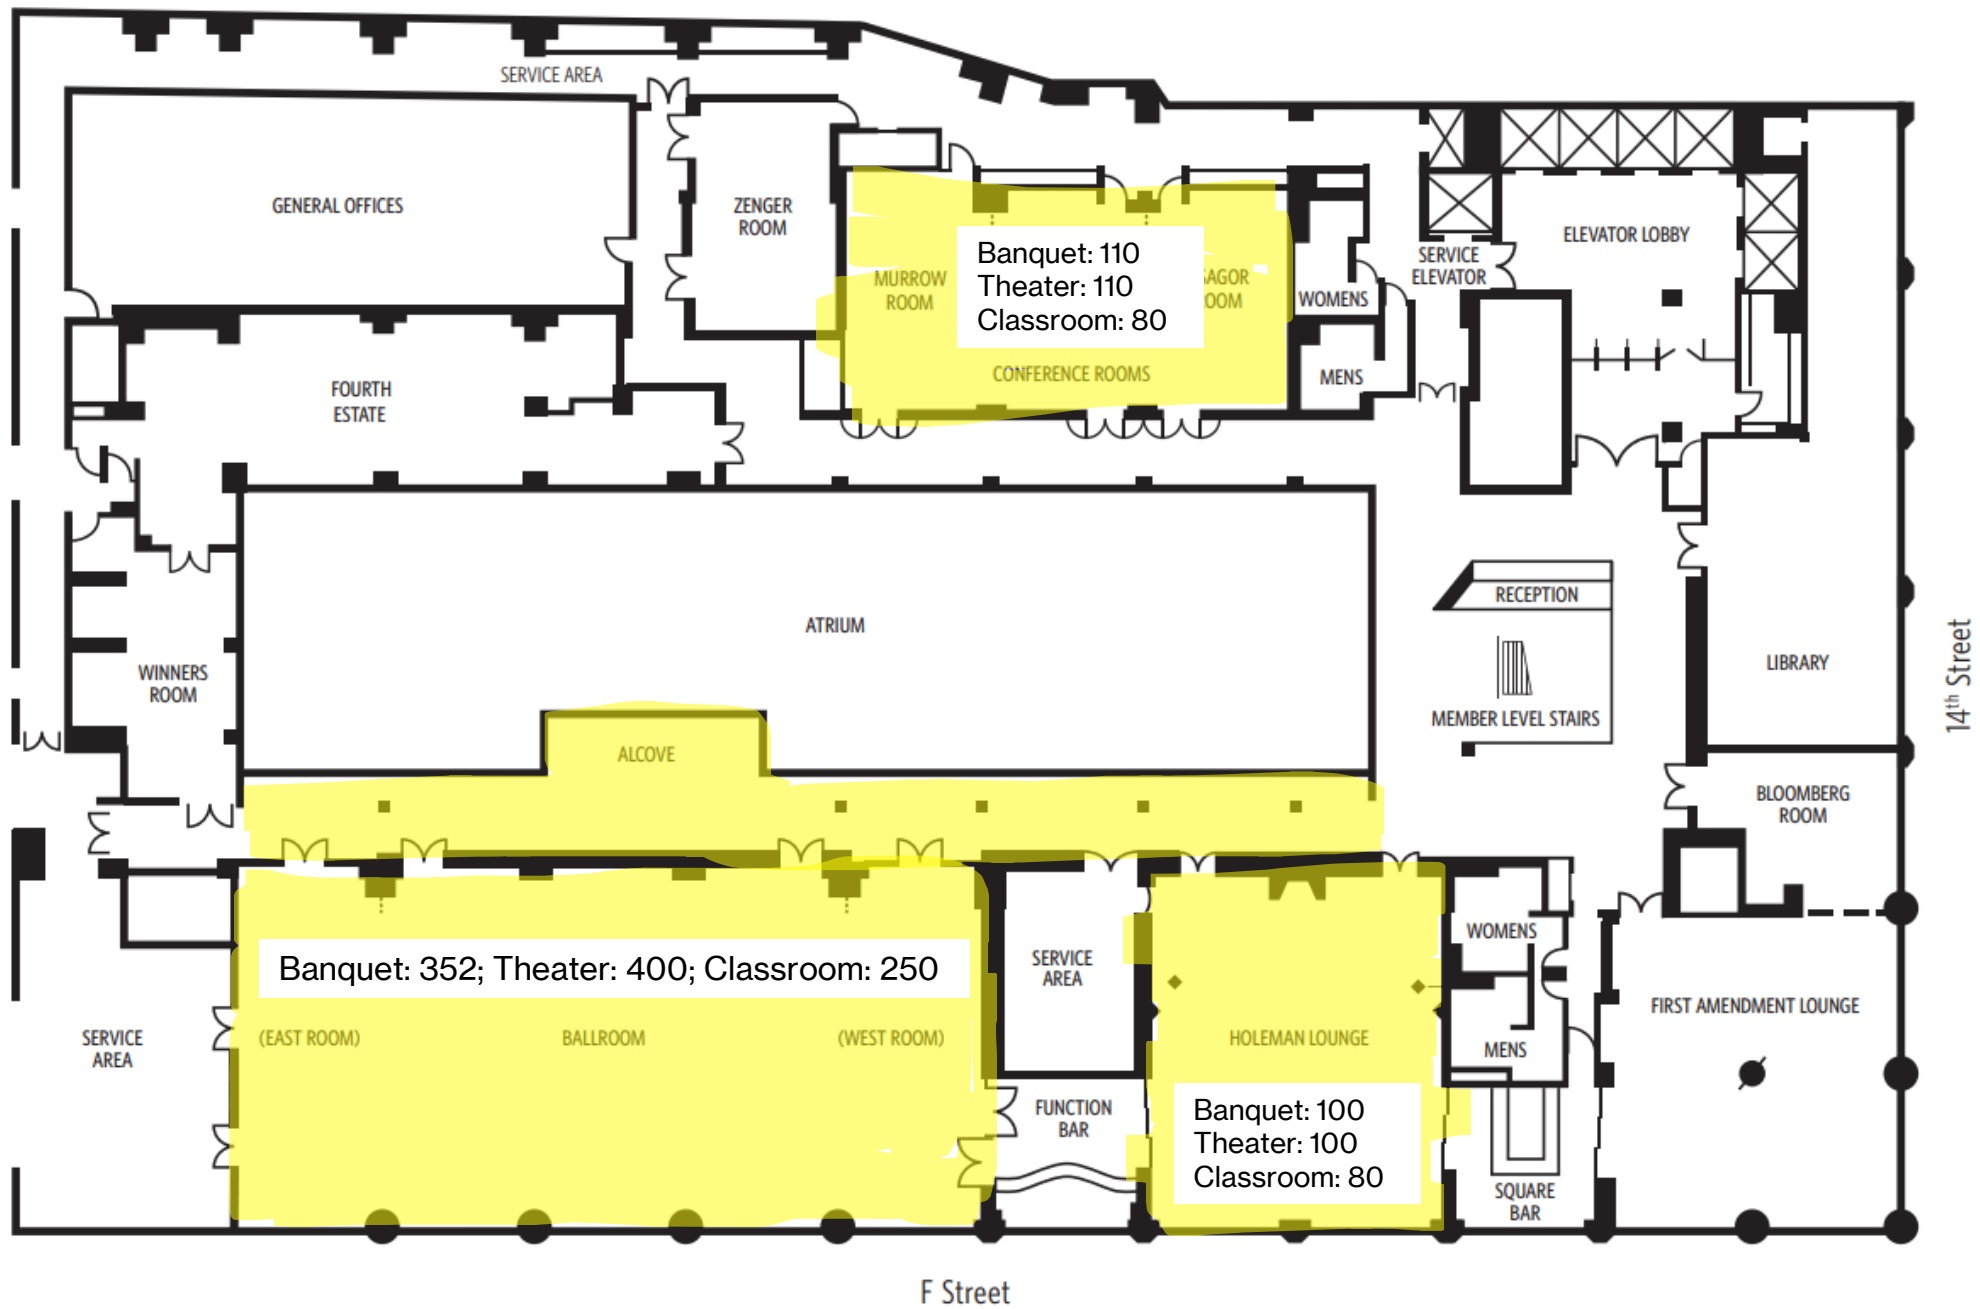 SERVICE AREA
GENERAL OFFICES
ZENGER
ROOM
MURROW
ROOM
Banquet: 110
Theater: 110
Classroom: 80
OOM
CONFERENCE ROOMS
WOMENS
MENS
SERVICE
ELEVATOR
ELEVATOR LOBBY
FOURTH
ESTATE
ATRIUM
RECEPTION
MEMBER LEVEL STAIRS
LIBRARY
14th Street
WINNERS
ROOM
ALCOVE
BLOOMBERG
ROOM
Banquet: 352; Theater: 400; Classroom: 250
(EAST ROOM)
BALLROOM
(WEST ROOM)
SERVICE
AREA
SERVICE
AREA
FUNCTION
BAR
HOLEMAN LOUNGE
Banquet: 100
Theater: 100
Classroom: 80
WOMENS
MENS
SQUARE
BAR
FIRST AMENDMENT LOUNGE
F Street